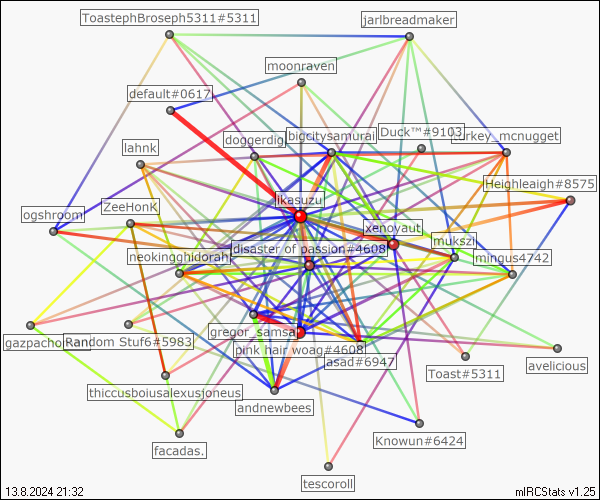 ToastephBroseph5311#5311
jarlbreadmaker
moonraven
default#0617
Duck™#9103
bigcitysamurai
doggerdig
lahnk
Heighleaigh#8575
ikasuzu
ZeeHonK
ogshroom
xenovaut
mukszi
disaster of passion#4608
neokingghidorah
mingus4742
gregor_samsa
gazpacho
Random Stuf6#5983
pink hair woag#4608
asad#6947
avelicious
Toast#5311
thiccusboiusalexusjoneus
andnewbees
Knowun#6424
facadas.
tescoroll
13.8.2024 21:32
mIRCStats v1.25